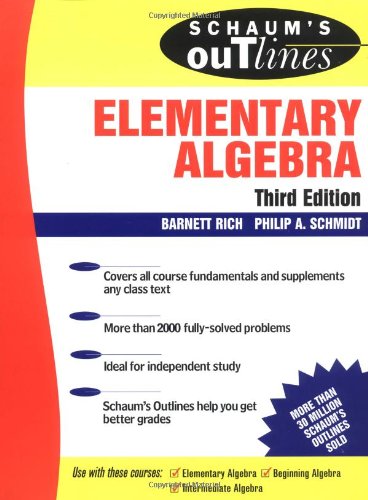 SCHAUM'S
ouTlines
ELEMENTARY
ALGEBRA
Third Edition
BARNETT RICH PHILIP A. SCHMIDT
Covers all course fundamentals and supplements
any class text
More than 2000 fully-solved problems
Ideal for independent study
Schaum's Outlines help you get
better grades
MORE THAN
30 MILLION
SCHAUM'S
OUTLINES
SOLD
Use with these courses: ☑ Elementary Algebra ☑ Beginning Algebra
☑ Intermediate Algebra